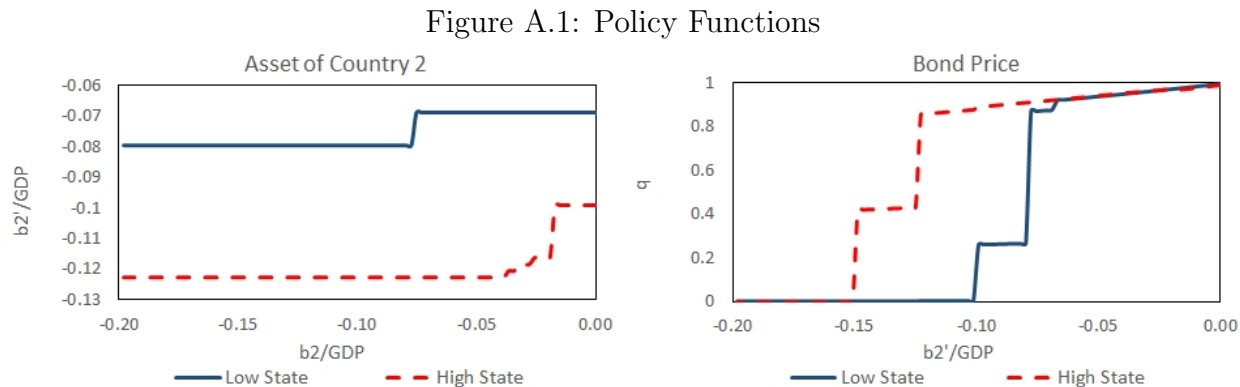 Figure A.1: Policy Functions
Asset of Country 2
-0.06
-0.07
-0.08
-0.09
-0.1
-0.11
-0.12
-0.13
b2'/GDP
-0.20 -0.15 -0.10 -0.05 0.00
b2/GDP
Low State High State
Bond Price
1
0.8
0.6
0.4
0.2
0
q
-0.20 -0.15 -0.10 -0.05 0.00
b2'/GDP
Low State High State